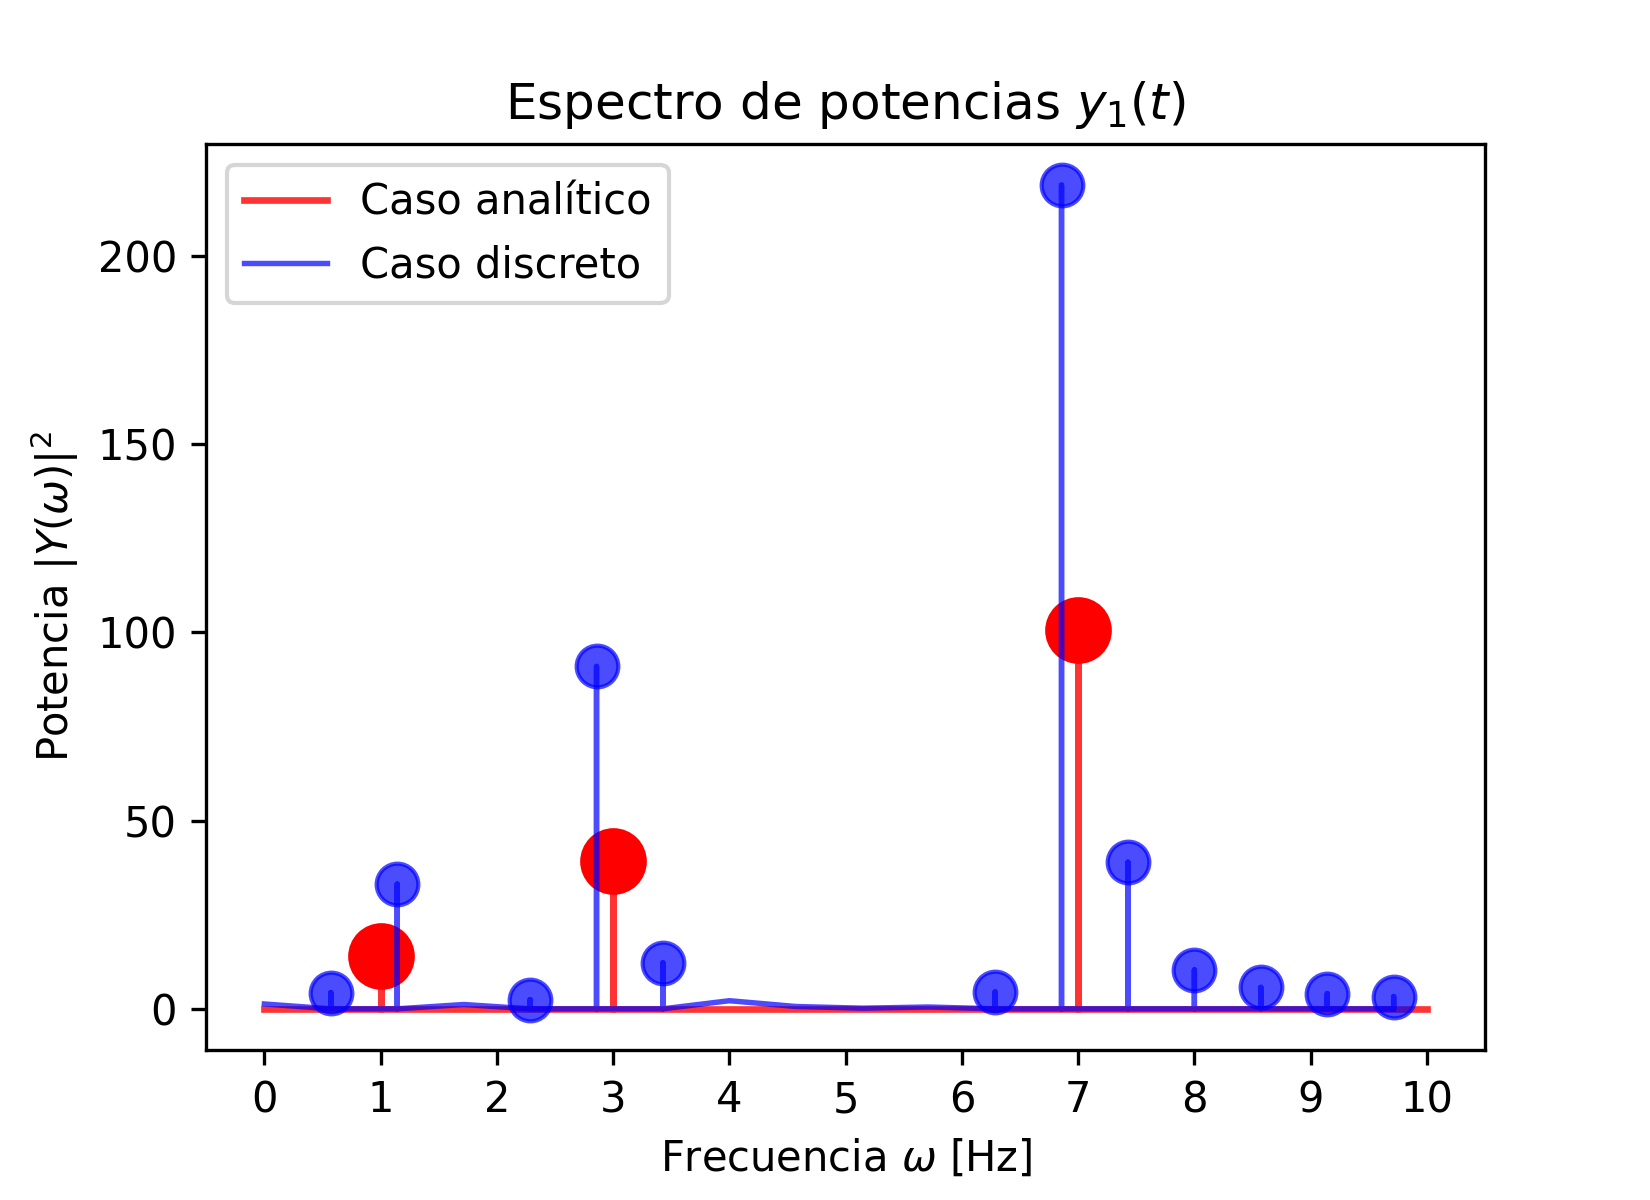 Espectro de potencias y₁(t)
Caso analítico
Caso discreto
Potencia |Y(ω)|²
200
150
100
50
0
0 1 2 3 4 5 6 7 8 9 10
Frecuencia ω [Hz]